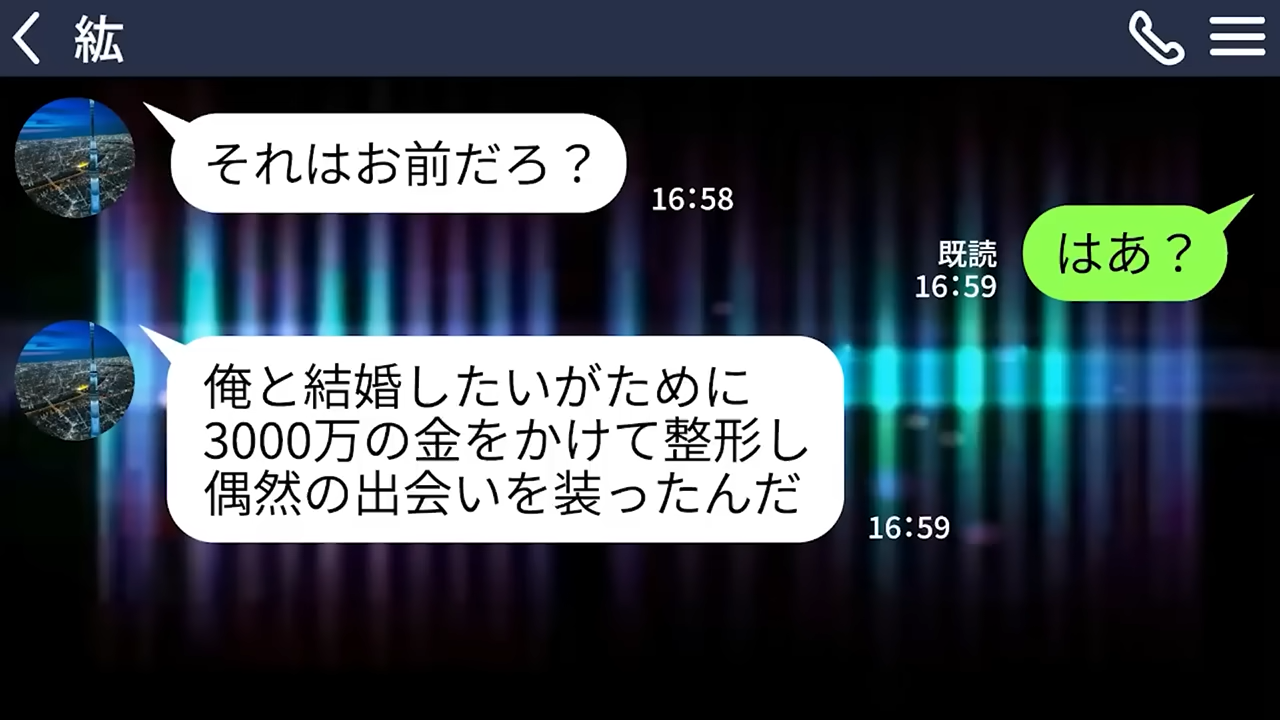 紘
それはお前だろ？
16:58
はあ？
既読
16:59
俺と結婚したいがために
3000万の金をかけて整形し
偶然の出会いを装ったんだ
16:59